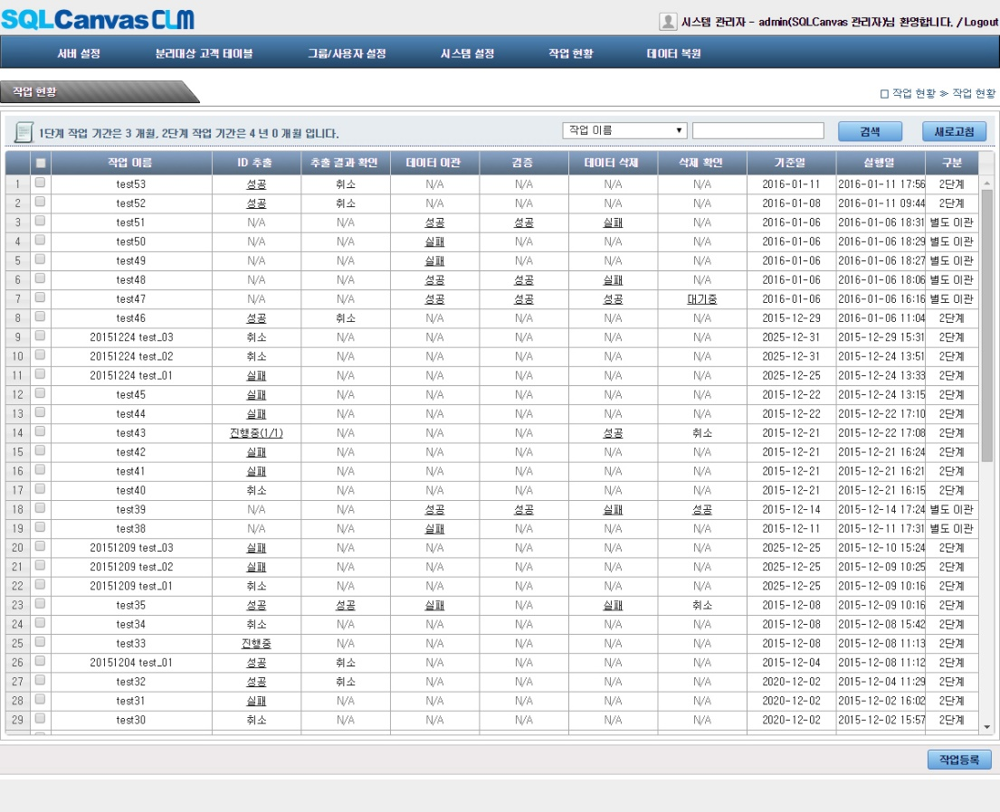 SQLCanvas CLM
시스템 관리자 - admin(SQLCanvas 관리자)님 환영합니다. / Logout
서버 설정 분리대상 고객 테이블 그룹/사용자 설정 시스템 설정 작업 현황 데이터 복원
작업 현황
□ 작업 현황 ≫ 작업 현황
1단계 작업 기간은 3 개월, 2단계 작업 기간은 4 년 0 개월 입니다.
작업 이름 ▼ 검색 새로고침
작업 이름 ID 추출 추출 결과 확인 데이터 이관 검증 데이터 삭제 삭제 확인 기준일 실행일 구분
1 test53 성공 취소 N/A N/A N/A N/A 2016-01-11 2016-01-11 17:56 2단계
2 test52 성공 취소 N/A N/A N/A N/A 2016-01-08 2016-01-11 09:44 2단계
3 test51 N/A N/A 성공 성공 실패 N/A 2016-01-06 2016-01-06 18:31 별도 이관
4 test50 N/A N/A 실패 N/A N/A N/A 2016-01-06 2016-01-06 18:29 별도 이관
5 test49 N/A N/A 실패 N/A N/A N/A 2016-01-06 2016-01-06 18:27 별도 이관
6 test48 N/A N/A 성공 성공 실패 N/A 2016-01-06 2016-01-06 18:06 별도 이관
7 test47 N/A N/A 성공 성공 성공 대기중 2016-01-06 2016-01-06 16:16 별도 이관
8 test46 성공 취소 N/A N/A N/A N/A 2015-12-29 2016-01-06 11:04 2단계
9 20151224 test_03 취소 N/A N/A N/A N/A N/A 2025-12-31 2015-12-29 15:31 2단계
10 20151224 test_02 취소 N/A N/A N/A N/A N/A 2025-12-31 2015-12-24 13:51 2단계
11 20151224 test_01 실패 N/A N/A N/A N/A N/A 2025-12-25 2015-12-24 13:33 2단계
12 test45 실패 N/A N/A N/A N/A N/A 2015-12-22 2015-12-24 13:15 2단계
13 test44 실패 N/A N/A N/A N/A N/A 2015-12-22 2015-12-22 17:10 2단계
14 test43 진행중(1/1) N/A N/A N/A 성공 취소 2015-12-21 2015-12-22 17:08 2단계
15 test42 실패 N/A N/A N/A N/A N/A 2015-12-21 2015-12-21 16:24 2단계
16 test41 실패 N/A N/A N/A N/A N/A 2015-12-21 2015-12-21 16:21 2단계
17 test40 취소 N/A N/A N/A N/A N/A 2015-12-21 2015-12-21 16:15 2단계
18 test39 N/A N/A 성공 성공 실패 성공 2015-12-14 2015-12-14 17:24 별도 이관
19 test38 N/A N/A 실패 N/A N/A N/A 2015-12-11 2015-12-11 17:31 별도 이관
20 20151209 test_03 실패 N/A N/A N/A N/A N/A 2025-12-25 2015-12-10 15:24 2단계
21 20151209 test_02 실패 N/A N/A N/A N/A N/A 2025-12-25 2015-12-09 10:25 2단계
22 20151209 test_01 취소 N/A N/A N/A N/A N/A 2025-12-25 2015-12-09 10:16 2단계
23 test35 성공 성공 실패 N/A 실패 취소 2015-12-08 2015-12-09 10:16 2단계
24 test34 취소 N/A N/A N/A N/A N/A 2015-12-08 2015-12-08 15:42 2단계
25 test33 진행중 N/A N/A N/A N/A N/A 2015-12-08 2015-12-08 11:13 2단계
26 20151204 test_01 성공 취소 N/A N/A N/A N/A 2015-12-04 2015-12-08 11:12 2단계
27 test32 성공 취소 N/A N/A N/A N/A 2020-12-02 2015-12-04 11:29 2단계
28 test31 실패 N/A N/A N/A N/A N/A 2020-12-02 2015-12-02 16:02 2단계
29 test30 취소 N/A N/A N/A N/A N/A 2020-12-02 2015-12-02 15:57 2단계
작업등록